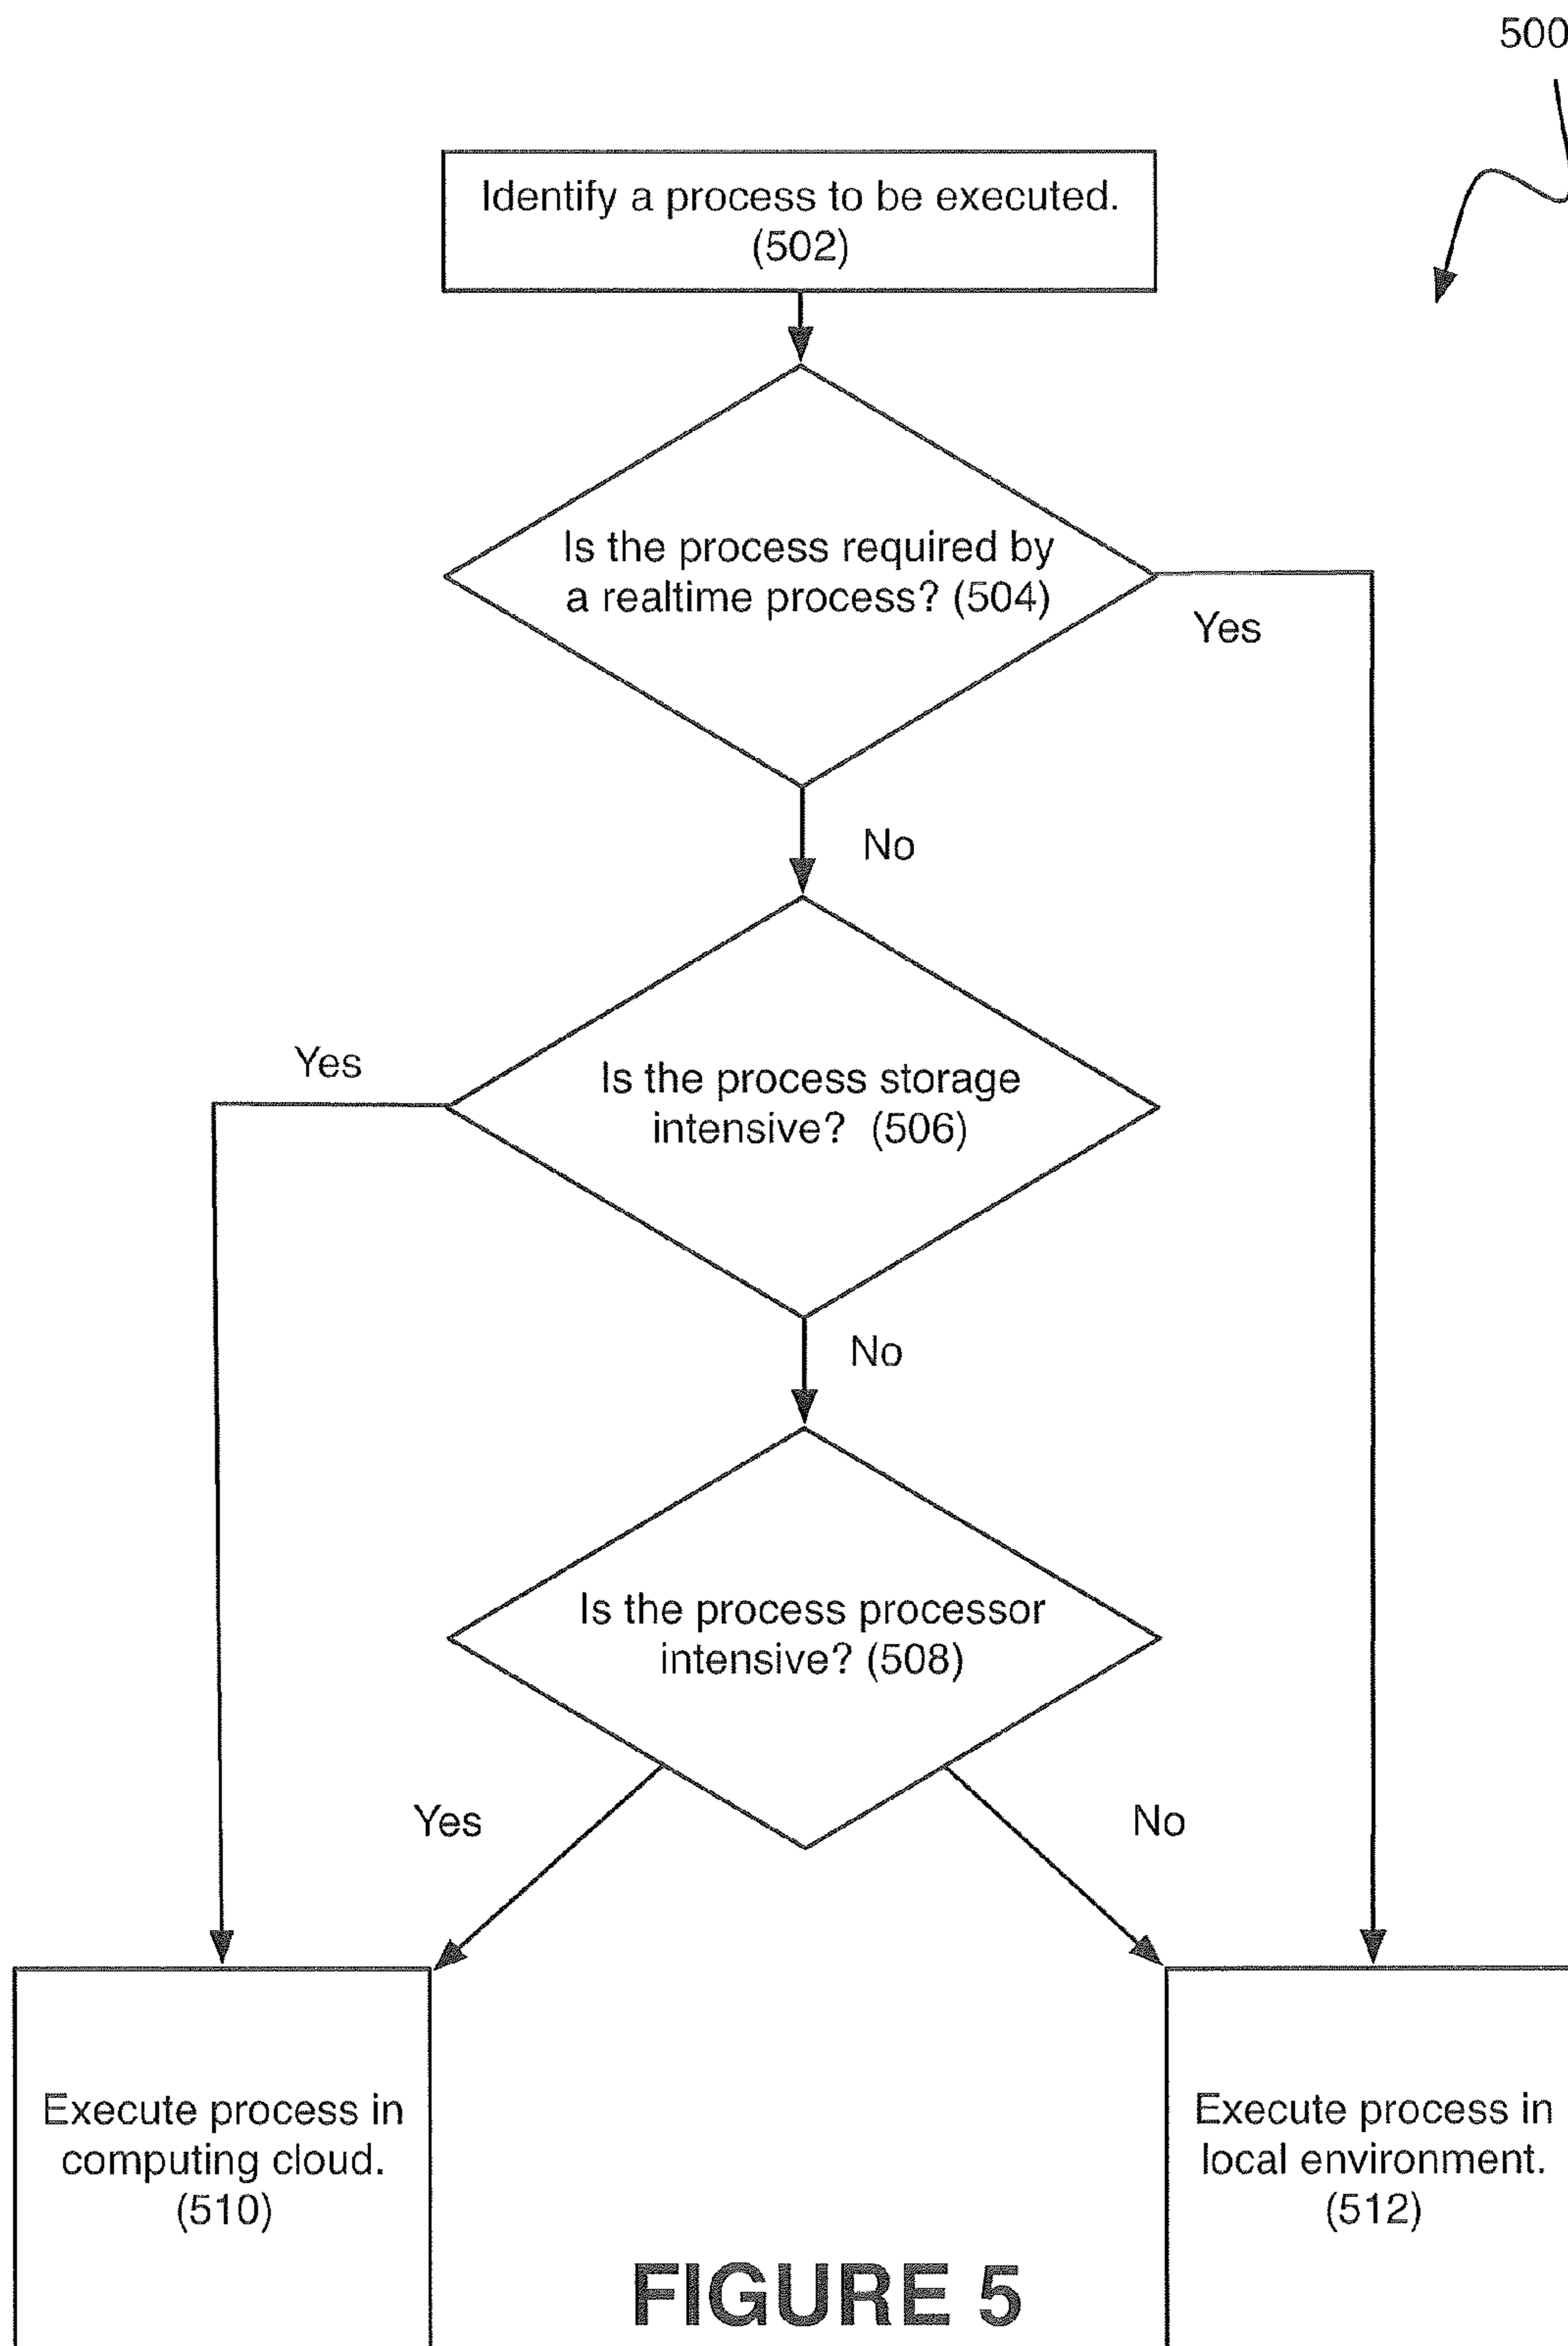 500
Identify a process to be executed.
(502)
Is the process required by
a realtime process? (504)
Yes
No
Yes
Is the process storage
intensive? (506)
No
Is the process processor
intensive? (508)
Yes
No
Execute process in
computing cloud.
(510)
Execute process in
local environment.
(512)
FIGURE 5